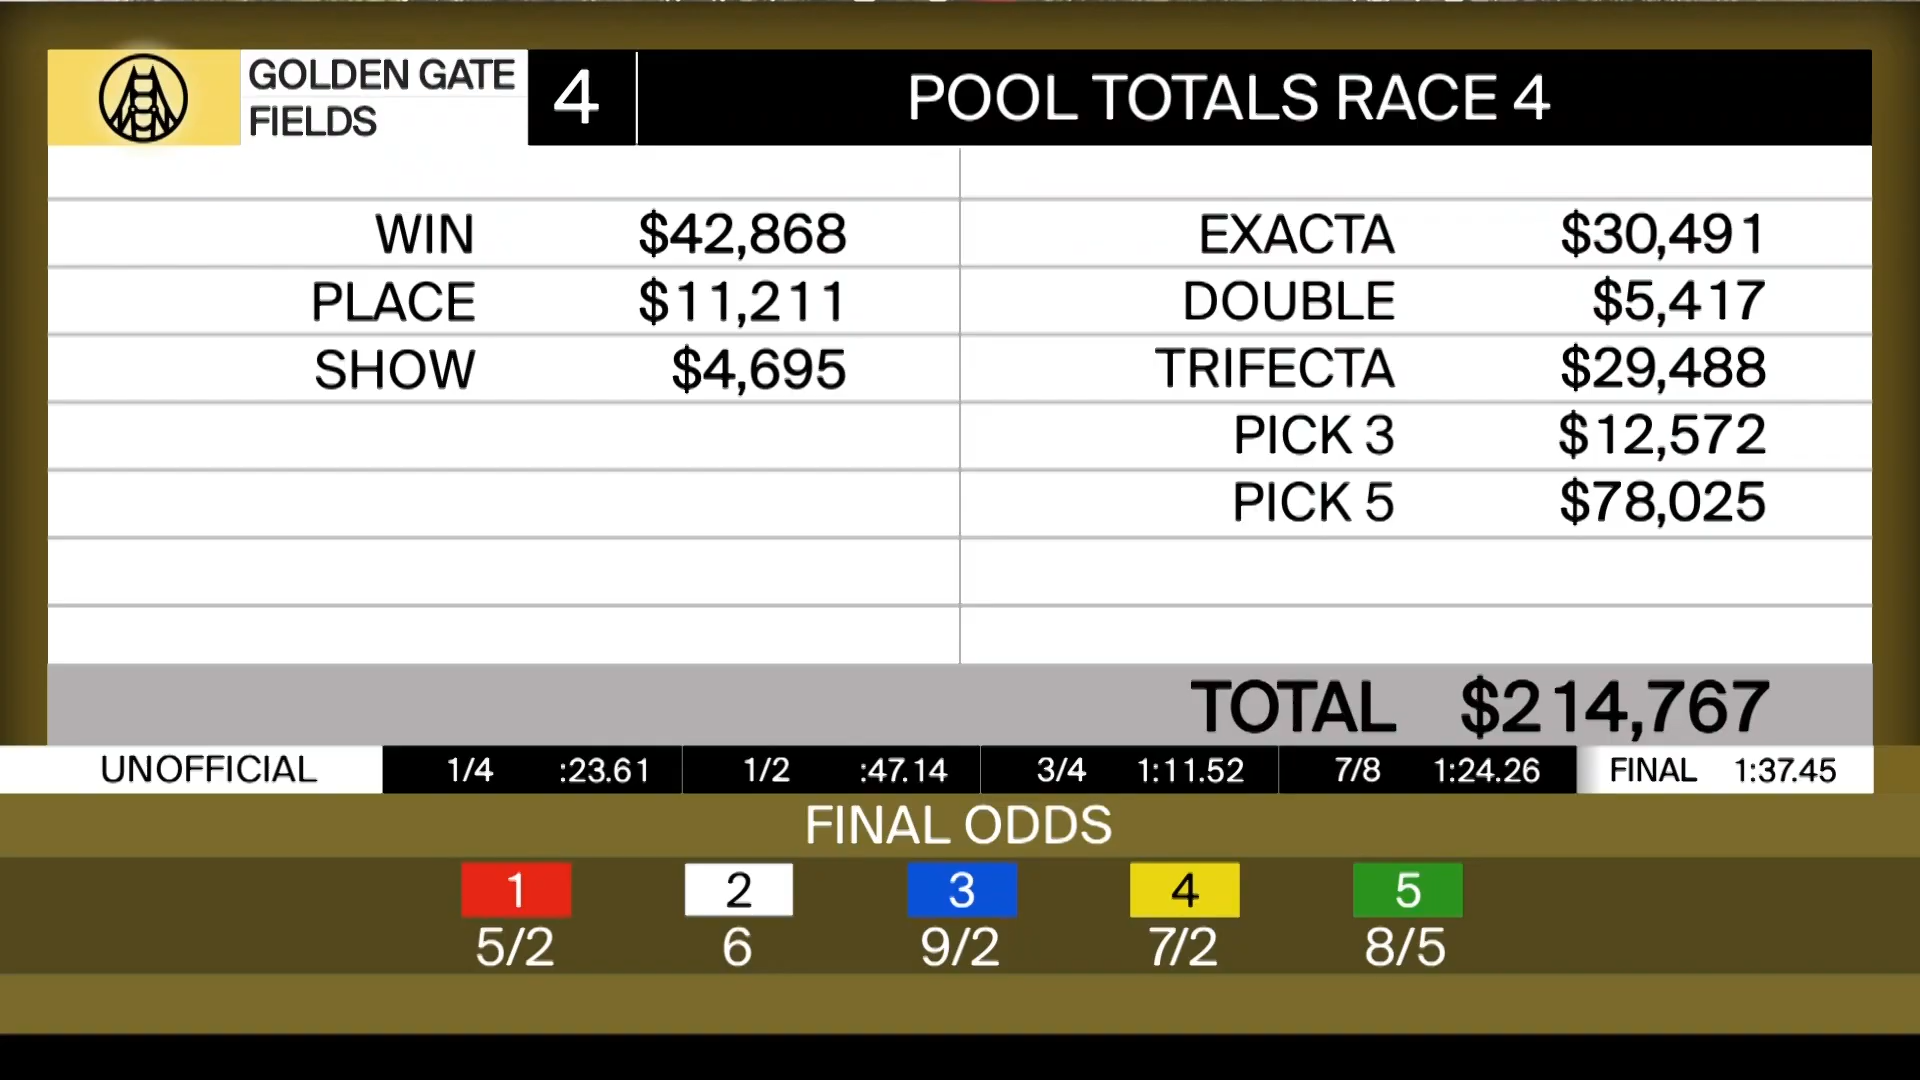 GOLDEN GATE
FIELDS
4
POOL TOTALS RACE 4
WIN $42,868
PLACE $11,211
SHOW $4,695
EXACTA $30,491
DOUBLE $5,417
TRIFECTA $29,488
PICK 3 $12,572
PICK 5 $78,025
TOTAL $214,767
UNOFFICIAL 1/4 :23.61 1/2 :47.14 3/4 1:11.52 7/8 1:24.26 FINAL 1:37.45
FINAL ODDS
1 2 3 4 5
5/2 6 9/2 7/2 8/5